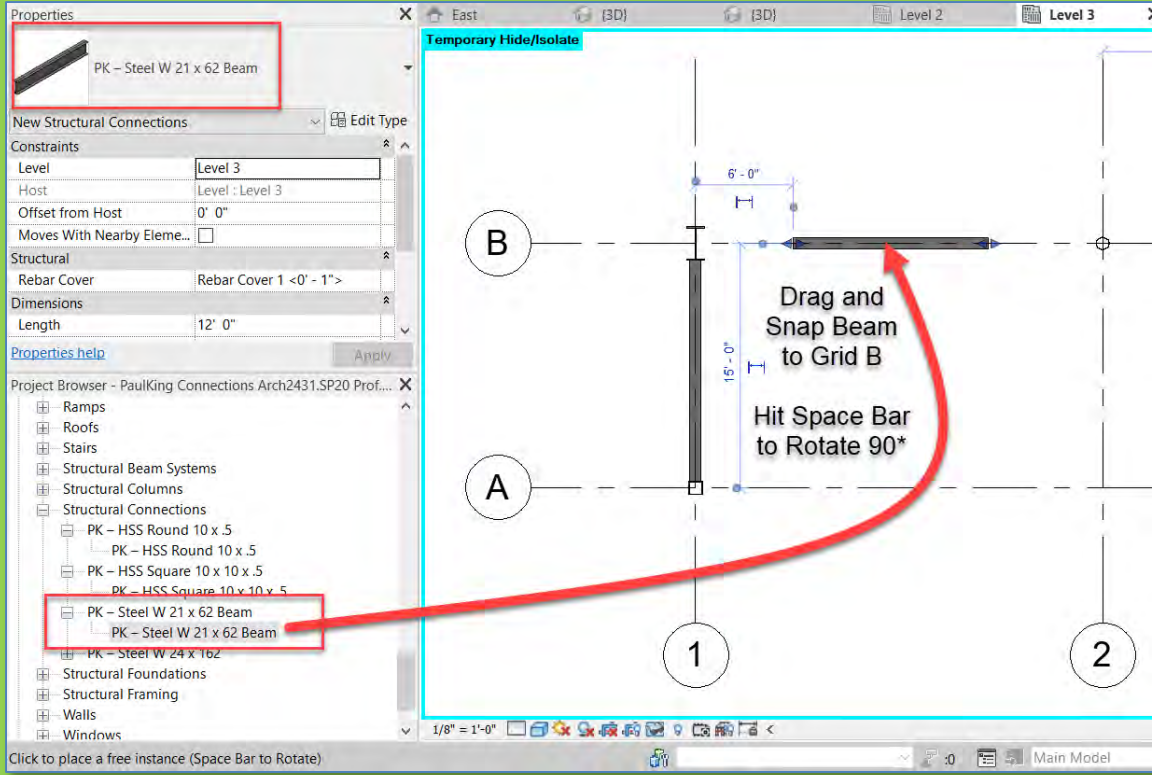 Properties
PK – Steel W 21 x 62 Beam
New Structural Connections
Edit Type
Constraints
Level Level 3
Host Level : Level 3
Offset from Host 0' 0"
Moves With Nearby Eleme...
Structural
Rebar Cover Rebar Cover 1 <0' - 1">
Dimensions
Length 12' 0"
Properties help
Apply
Project Browser - PaulKing Connections Arch2431.SP20 Prof....
Ramps
Roofs
Stairs
Structural Beam Systems
Structural Columns
Structural Connections
PK – HSS Round 10 x .5
PK – HSS Round 10 x .5
PK – HSS Square 10 x 10 x .5
PK – HSS Square 10 x 10 x .5
PK – Steel W 21 x 62 Beam
PK – Steel W 21 x 62 Beam
PK – Steel W 24 x 162
Structural Foundations
Structural Framing
Walls
Windows
Click to place a free instance (Space Bar to Rotate)
East
{3D}
{3D}
Level 2
Level 3
Temporary Hide/Isolate
6' - 0"
B
Drag and
Snap Beam
to Grid B
15' - 0"
Hit Space Bar
to Rotate 90*
A
1
2
1/8" = 1'-0"
:0
Main Model